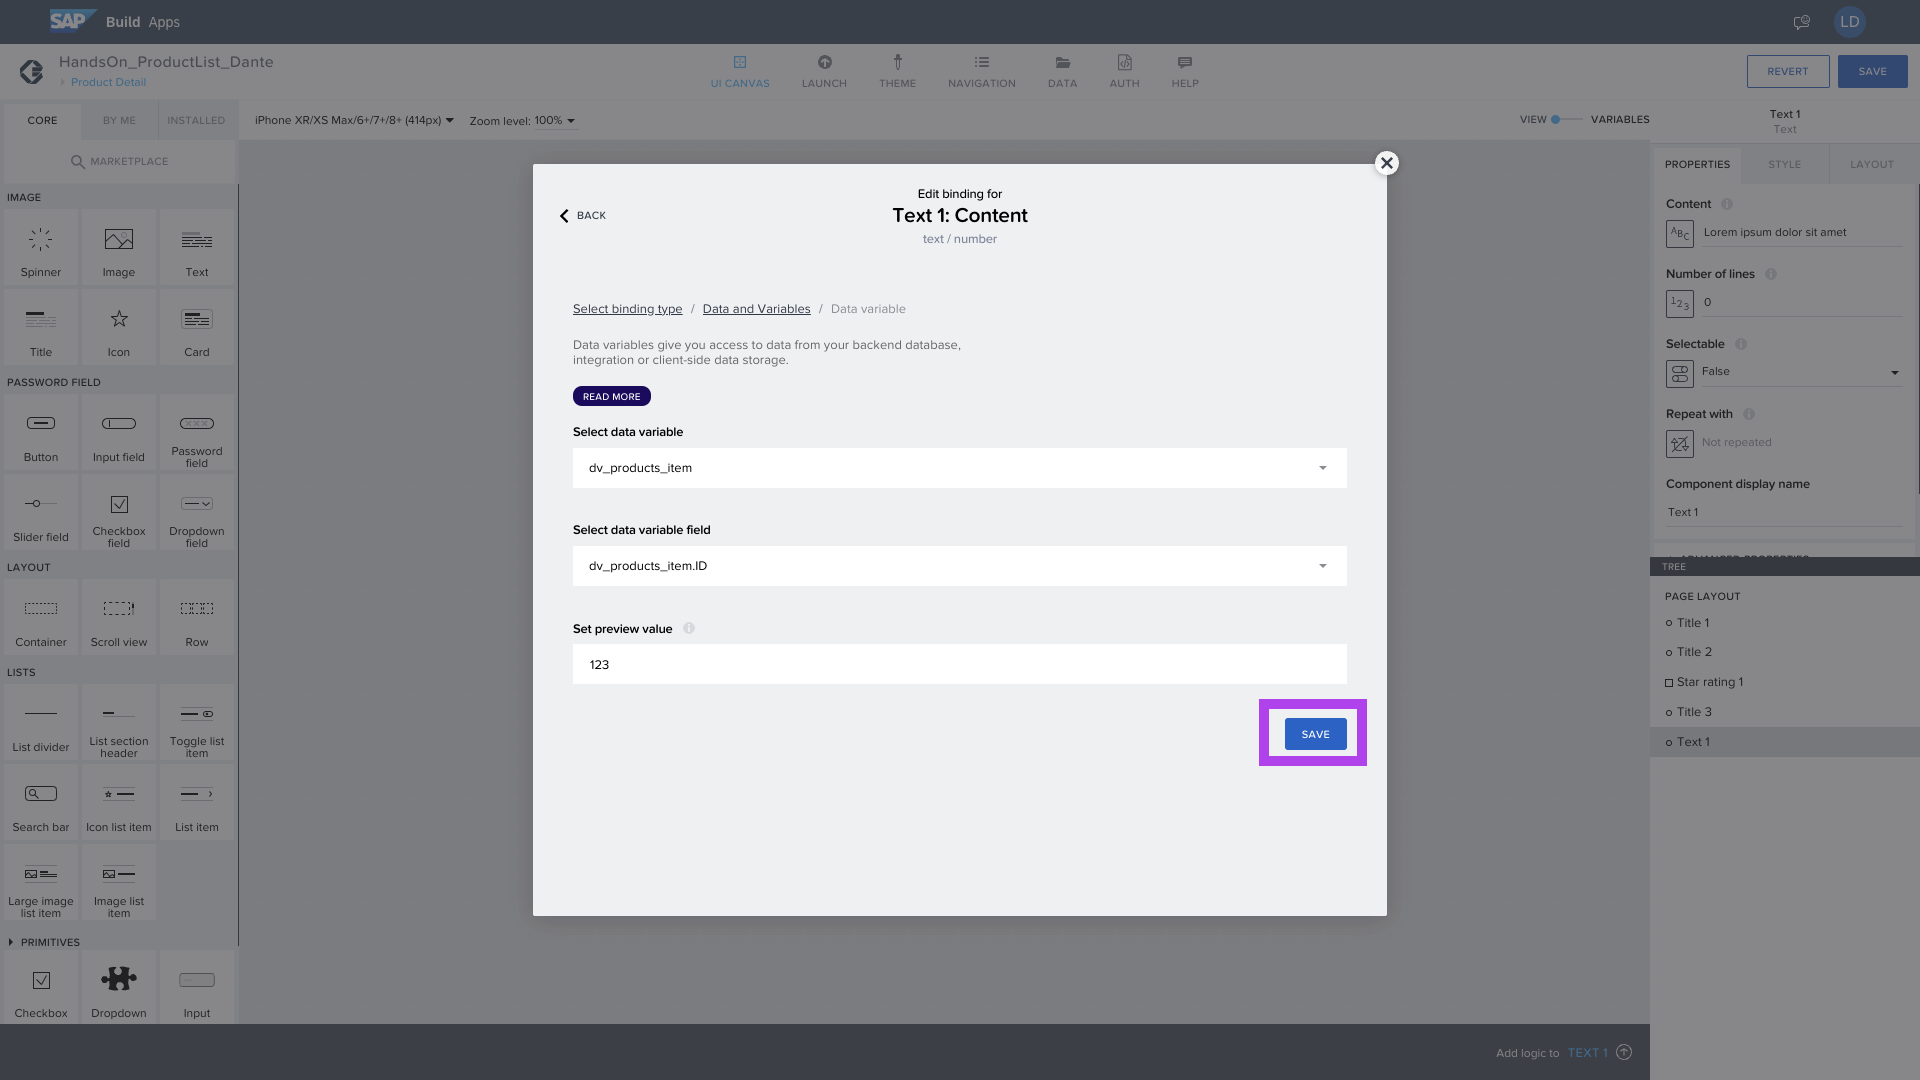 SAP Build Apps
LD
HandsOn_ProductList_Dante
Product Detail
UI CANVAS
LAUNCH
THEME
NAVIGATION
DATA
AUTH
HELP
REVERT
SAVE
CORE
BY ME
INSTALLED
iPhone XR/XS Max/6+/7+/8+ (414px)
Zoom level: 100%
VIEW
VARIABLES
Text 1
Text
MARKETPLACE
PROPERTIES
STYLE
LAYOUT
IMAGE
Spinner
Image
Text
Title
Icon
Card
PASSWORD FIELD
Button
Input field
Password
field
Slider field
Checkbox
field
Dropdown
field
LAYOUT
Container
Scroll view
Row
LISTS
List divider
List section
header
Toggle list
item
Search bar
Icon list item
List item
Large image
list item
Image list
item
PRIMITIVES
Checkbox
Dropdown
Input
Edit binding for
BACK
Text 1: Content
text / number
Select binding type / Data and Variables / Data variable
Data variables give you access to data from your backend database,
integration or client-side data storage.
READ MORE
Select data variable
dv_products_item
Select data variable field
dv_products_item.ID
Set preview value
123
SAVE
Content
ABC
Lorem ipsum dolor sit amet
Number of lines
123
0
Selectable
False
Repeat with
Not repeated
Component display name
Text 1
ADVANCED PROPERTIES
TREE
PAGE LAYOUT
Title 1
Title 2
Star rating 1
Title 3
Text 1
Add logic to TEXT 1